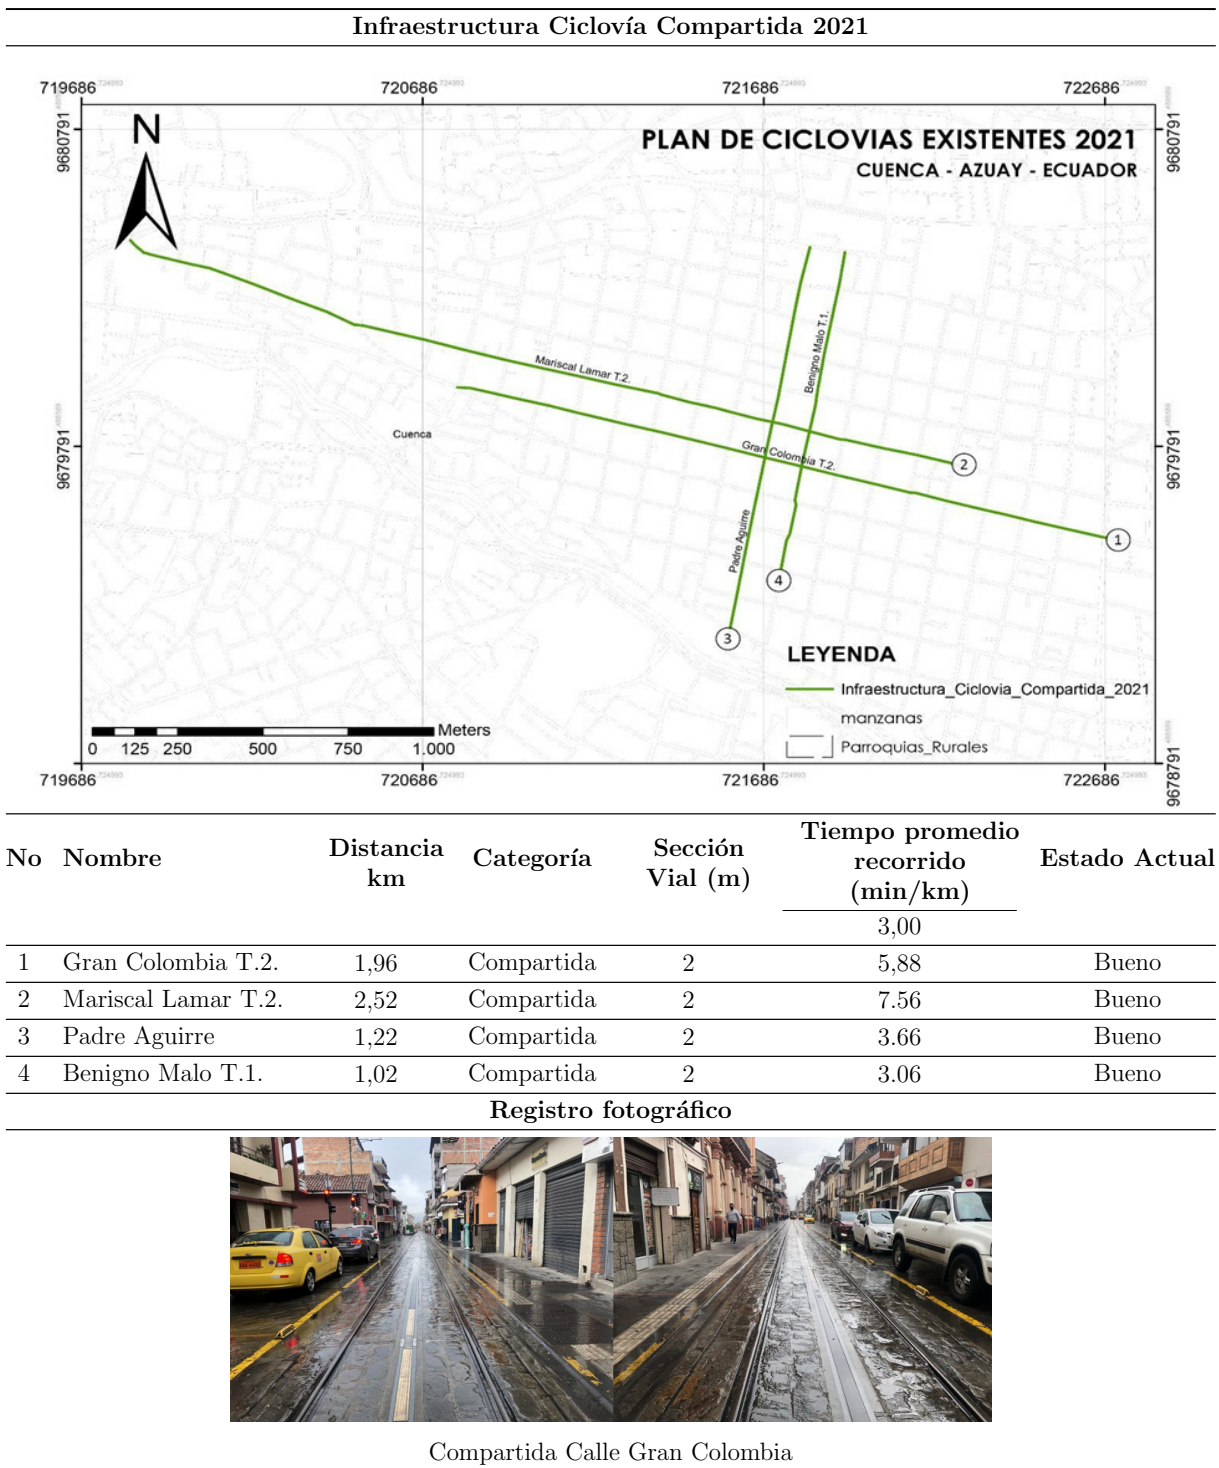 Infraestructura Ciclovía Compartida 2021
719686 720686 721686 722686
9680791 9680791
N
PLAN DE CICLOVIAS EXISTENTES 2021
CUENCA - AZUAY - ECUADOR
Benigno Malo T.1.
Mariscal Lamar T.2.
Cuenca
Gran Colombia T.2.
9679791 9679791
2
Padre Aguirre
1
4
3
LEYENDA
Infraestructura_Ciclovia_Compartida_2021
manzanas
Parroquias_Rurales
Meters
0 125 250 500 750 1.000
9678791
719686 720686 721686 722686
No Nombre Distancia km Categoría Sección Vial (m) Tiempo promedio recorrido (min/km) Estado Actual
3,00
1 Gran Colombia T.2. 1,96 Compartida 2 5,88 Bueno
2 Mariscal Lamar T.2. 2,52 Compartida 2 7.56 Bueno
3 Padre Aguirre 1,22 Compartida 2 3.66 Bueno
4 Benigno Malo T.1. 1,02 Compartida 2 3.06 Bueno
Registro fotográfico
Compartida Calle Gran Colombia